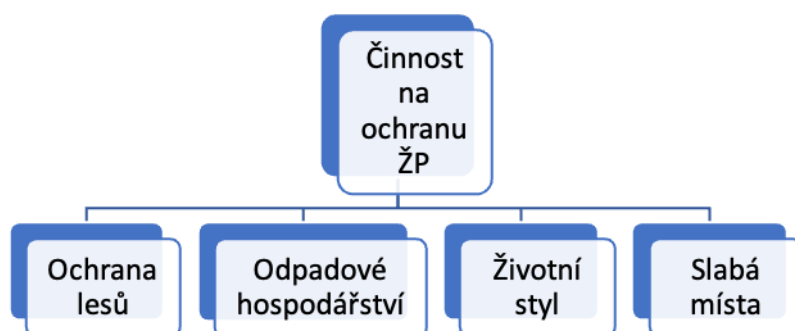 Činnost
na
ochranu
ŽP
Ochrana
lesů
Odpadové
hospodářství
Životní
styl
Slabá
místa